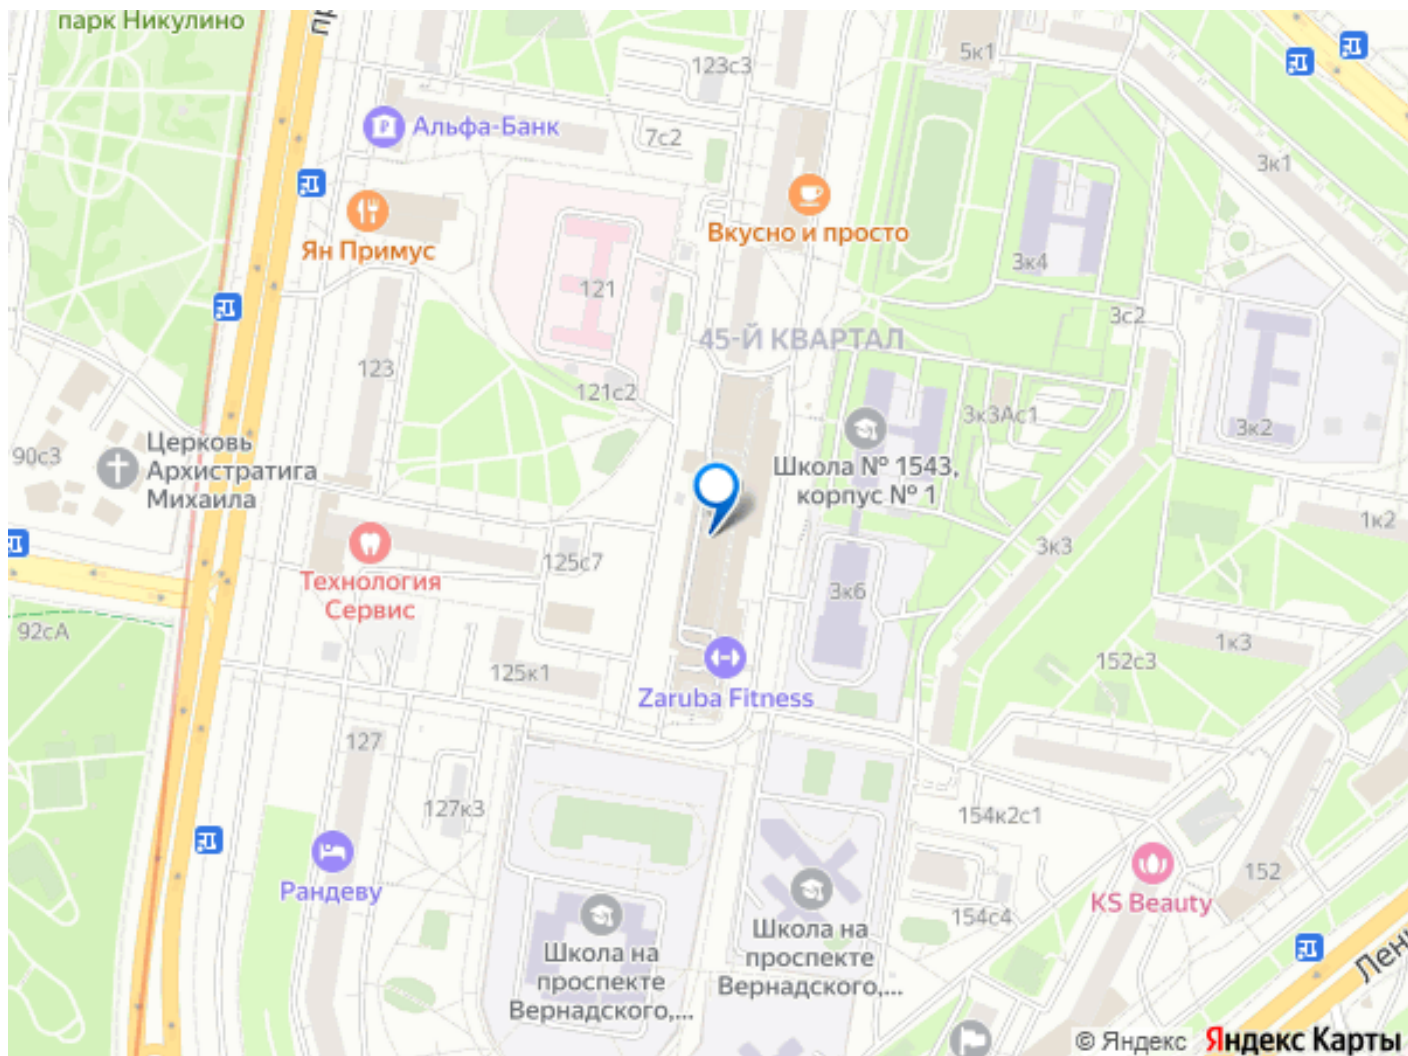 парк Никулино
пр
5к1
123с3
Альфа-Банк
7с2
3к1
Вкусно и просто
Ян Примус
3к4
121
3с2
45-Й КВАРТАЛ
123
121с2
3к3Ас1
3к2
Церковь
Архистратига
Михаила
90с3
Школа № 1543,
корпус № 1
1к2
3к3
125с7
Технология
Сервис
3к6
92сА
1к3
152с3
125к1
Zaruba Fitness
127
127к3
154к2с1
152
Рандеву
KS Beauty
154с4
Школа на
проспекте
Вернадского,...
Школа на
проспекте
Вернадского,...
Лен
© Яндекс Яндекс Карты